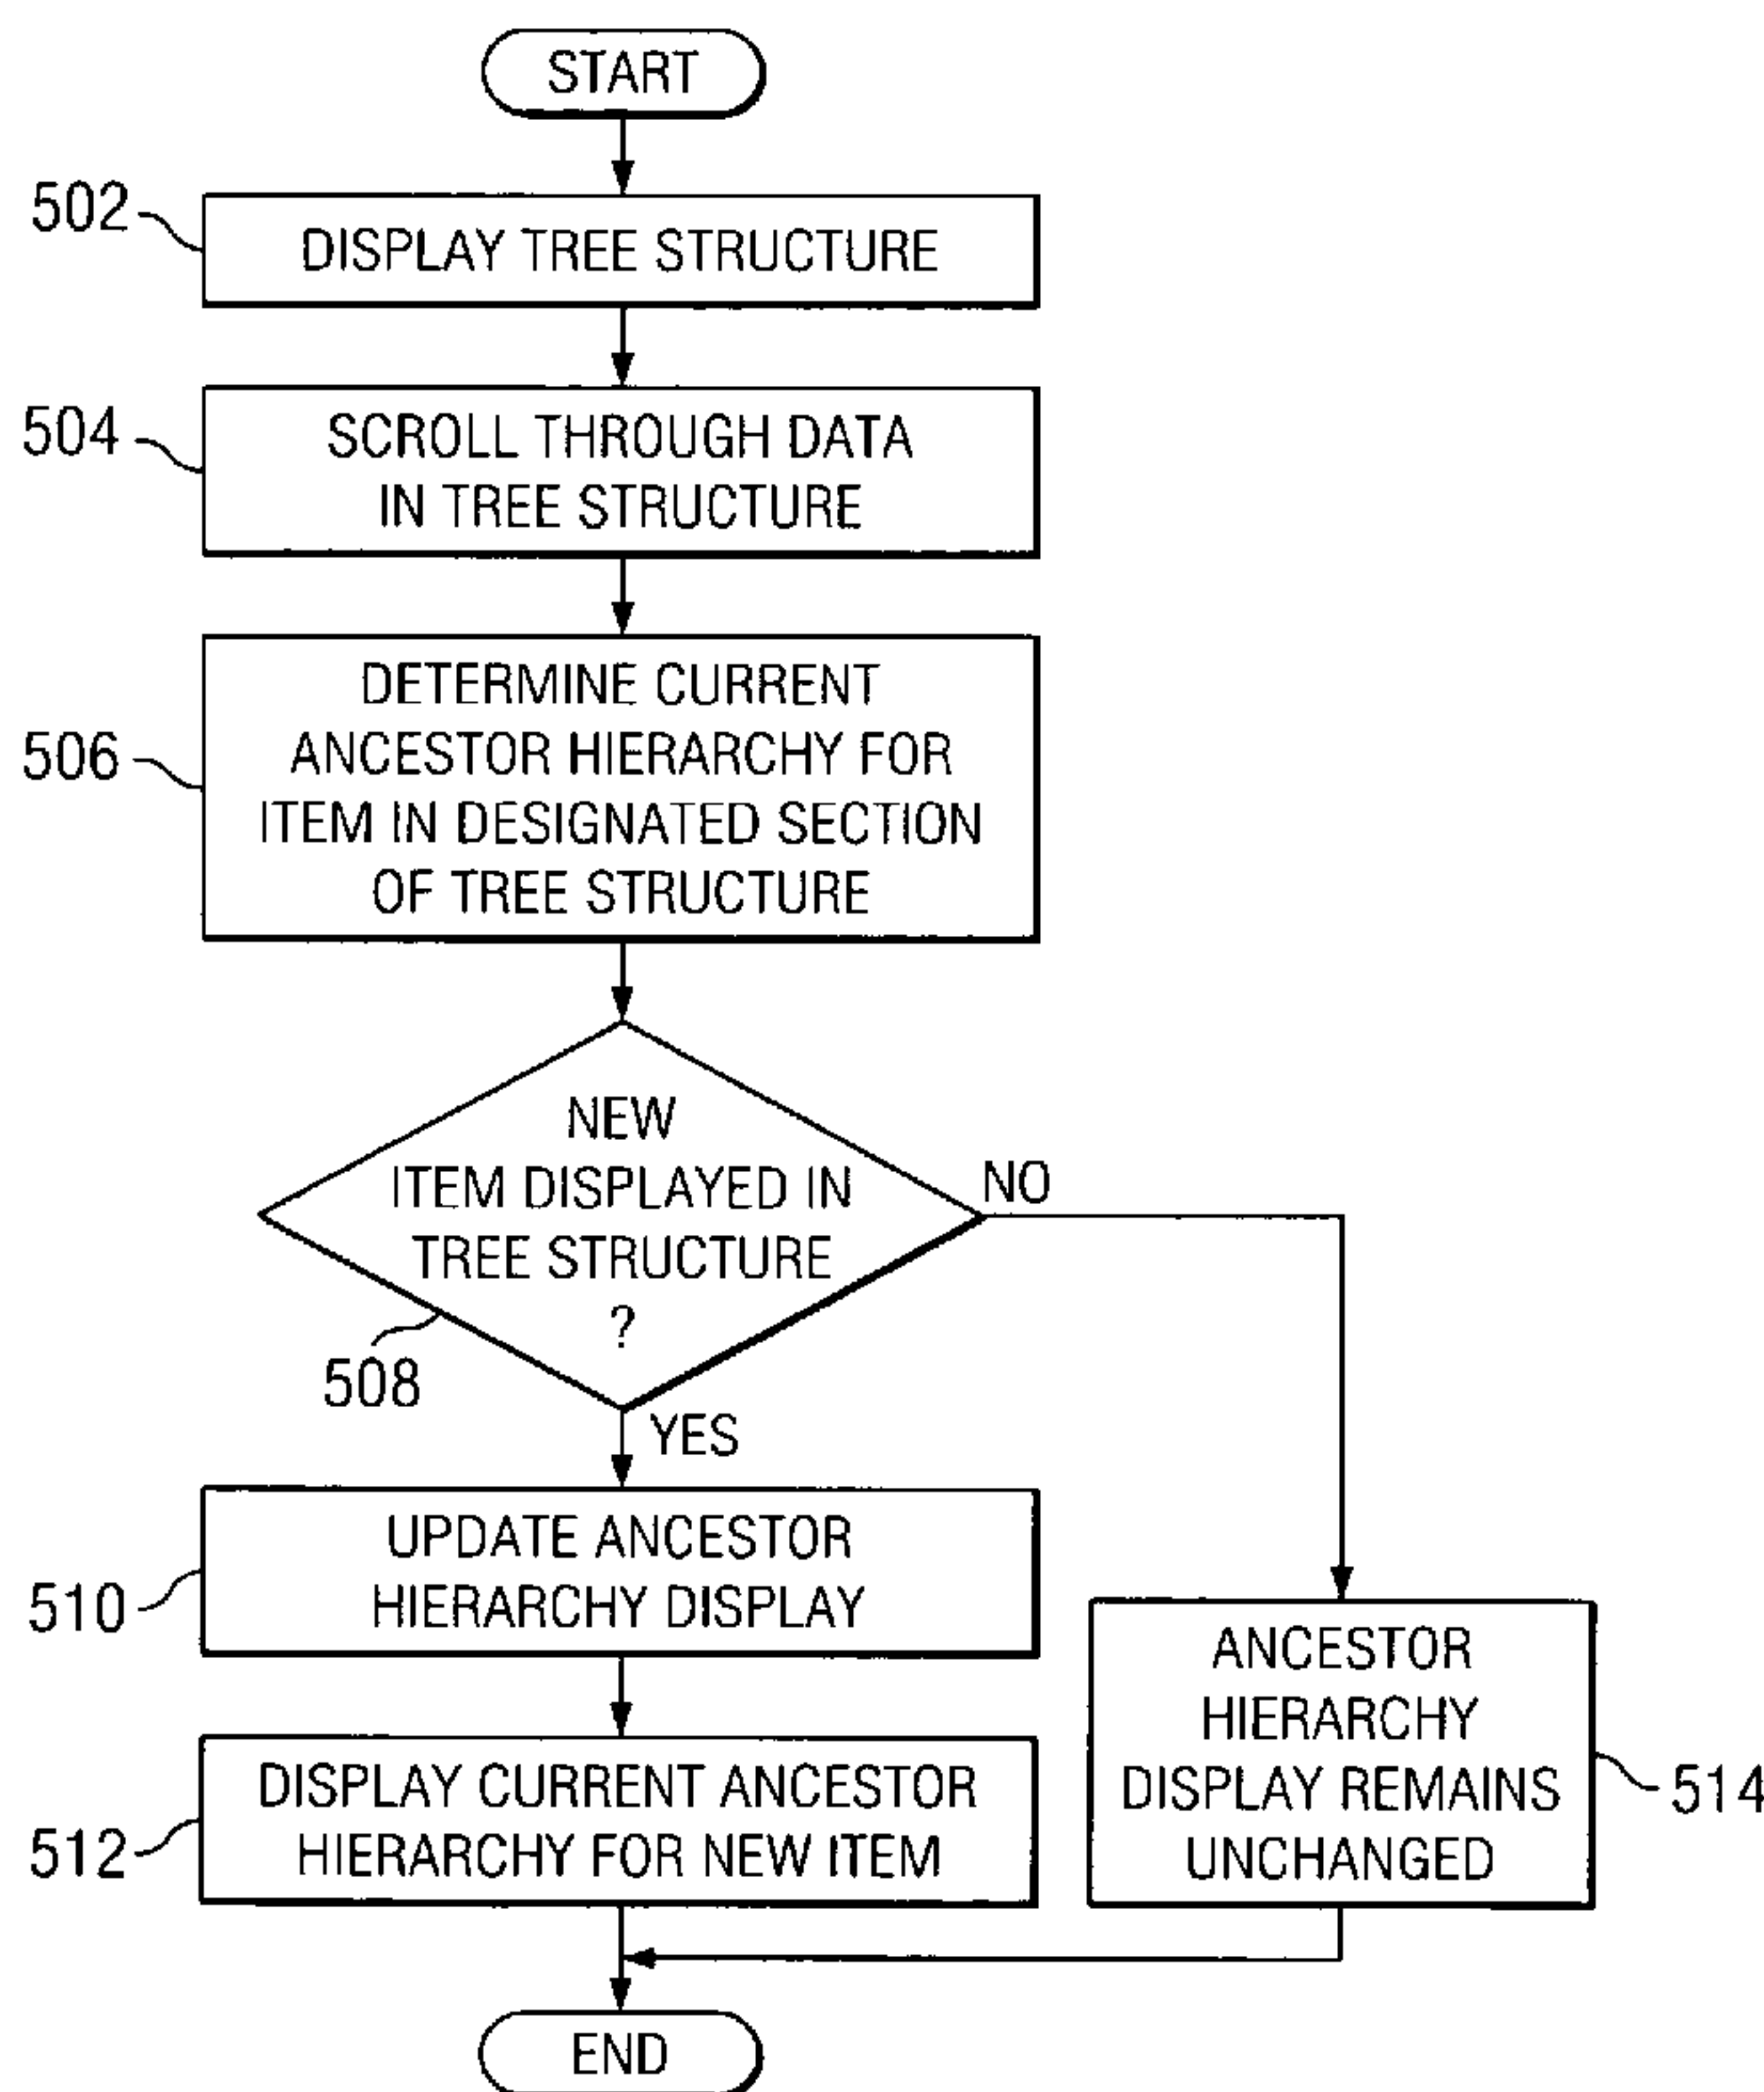 START
502
DISPLAY TREE STRUCTURE
504
SCROLL THROUGH DATA
IN TREE STRUCTURE
506
DETERMINE CURRENT
ANCESTOR HIERARCHY FOR
ITEM IN DESIGNATED SECTION
OF TREE STRUCTURE
NEW
ITEM DISPLAYED IN
TREE STRUCTURE
?
508
NO
YES
510
UPDATE ANCESTOR
HIERARCHY DISPLAY
512
DISPLAY CURRENT ANCESTOR
HIERARCHY FOR NEW ITEM
ANCESTOR
HIERARCHY
DISPLAY REMAINS
UNCHANGED
514
END